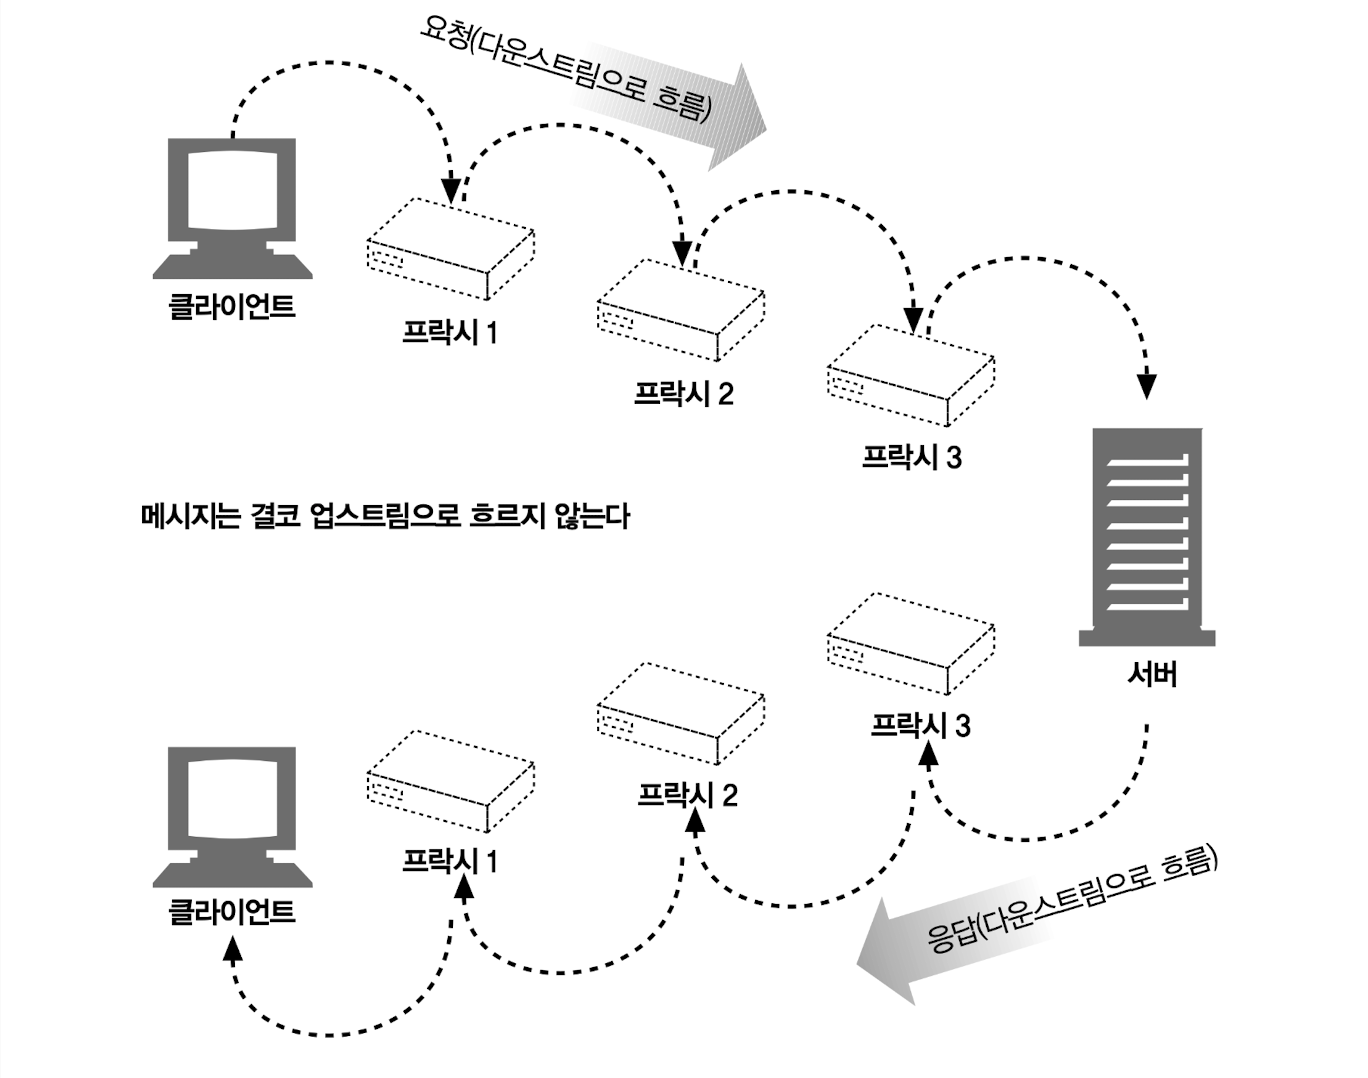 요청(다운스트림으로 흐름)
클라이언트
프락시 1
프락시 2
프락시 3
메시지는 결코 업스트림으로 흐르지 않는다
서버
프락시 3
프락시 2
프락시 1
클라이언트
응답(다운스트림으로 흐름)